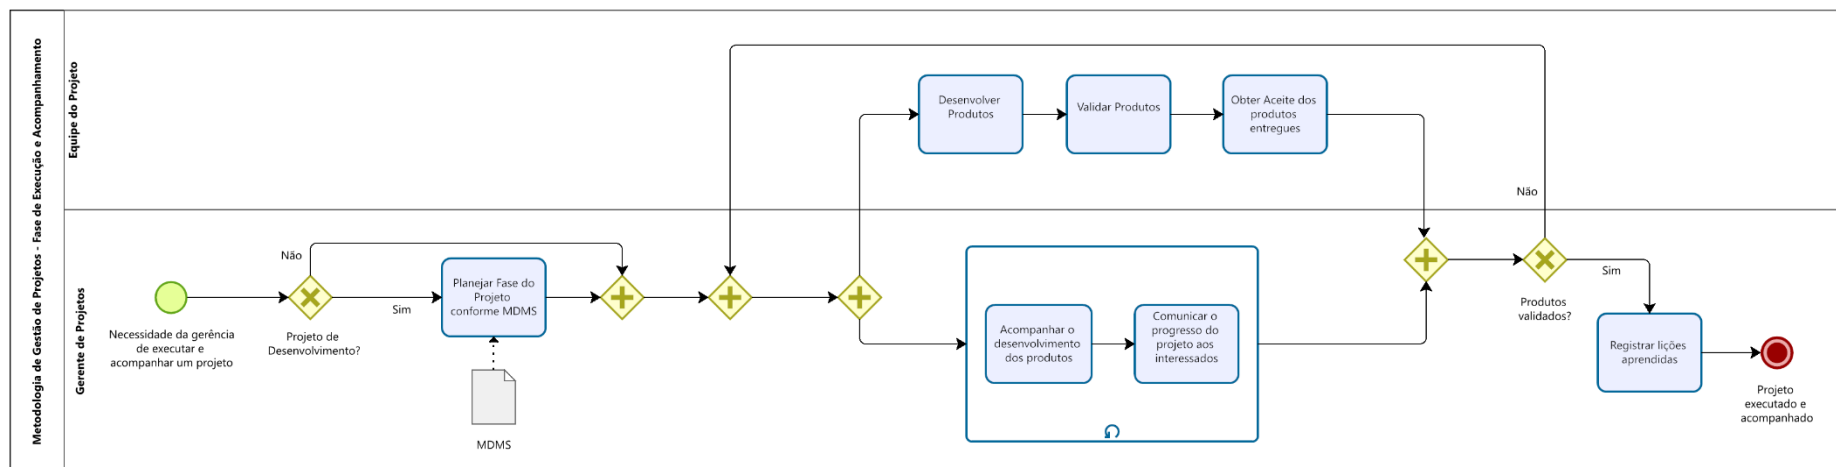 Metodologia de Gestão de Projetos - Fase de Execução e Acompanhamento
Equipe do Projeto
Desenvolver
Produtos
Validar Produtos
Obter Aceite dos
produtos
entregues
Não
Gerente de Projetos
Necessidade da gerência
de executar e
acompanhar um projeto
Não
Projeto de
Desenvolvimento?
Sim
Planejar Fase do
Projeto
conforme MDMS
MDMS
Acompanhar o
desenvolvimento
dos produtos
Comunicar o
progresso do
projeto aos
interessados
Produtos
validados?
Sim
Registrar lições
aprendidas
Projeto
executado e
acompanhado